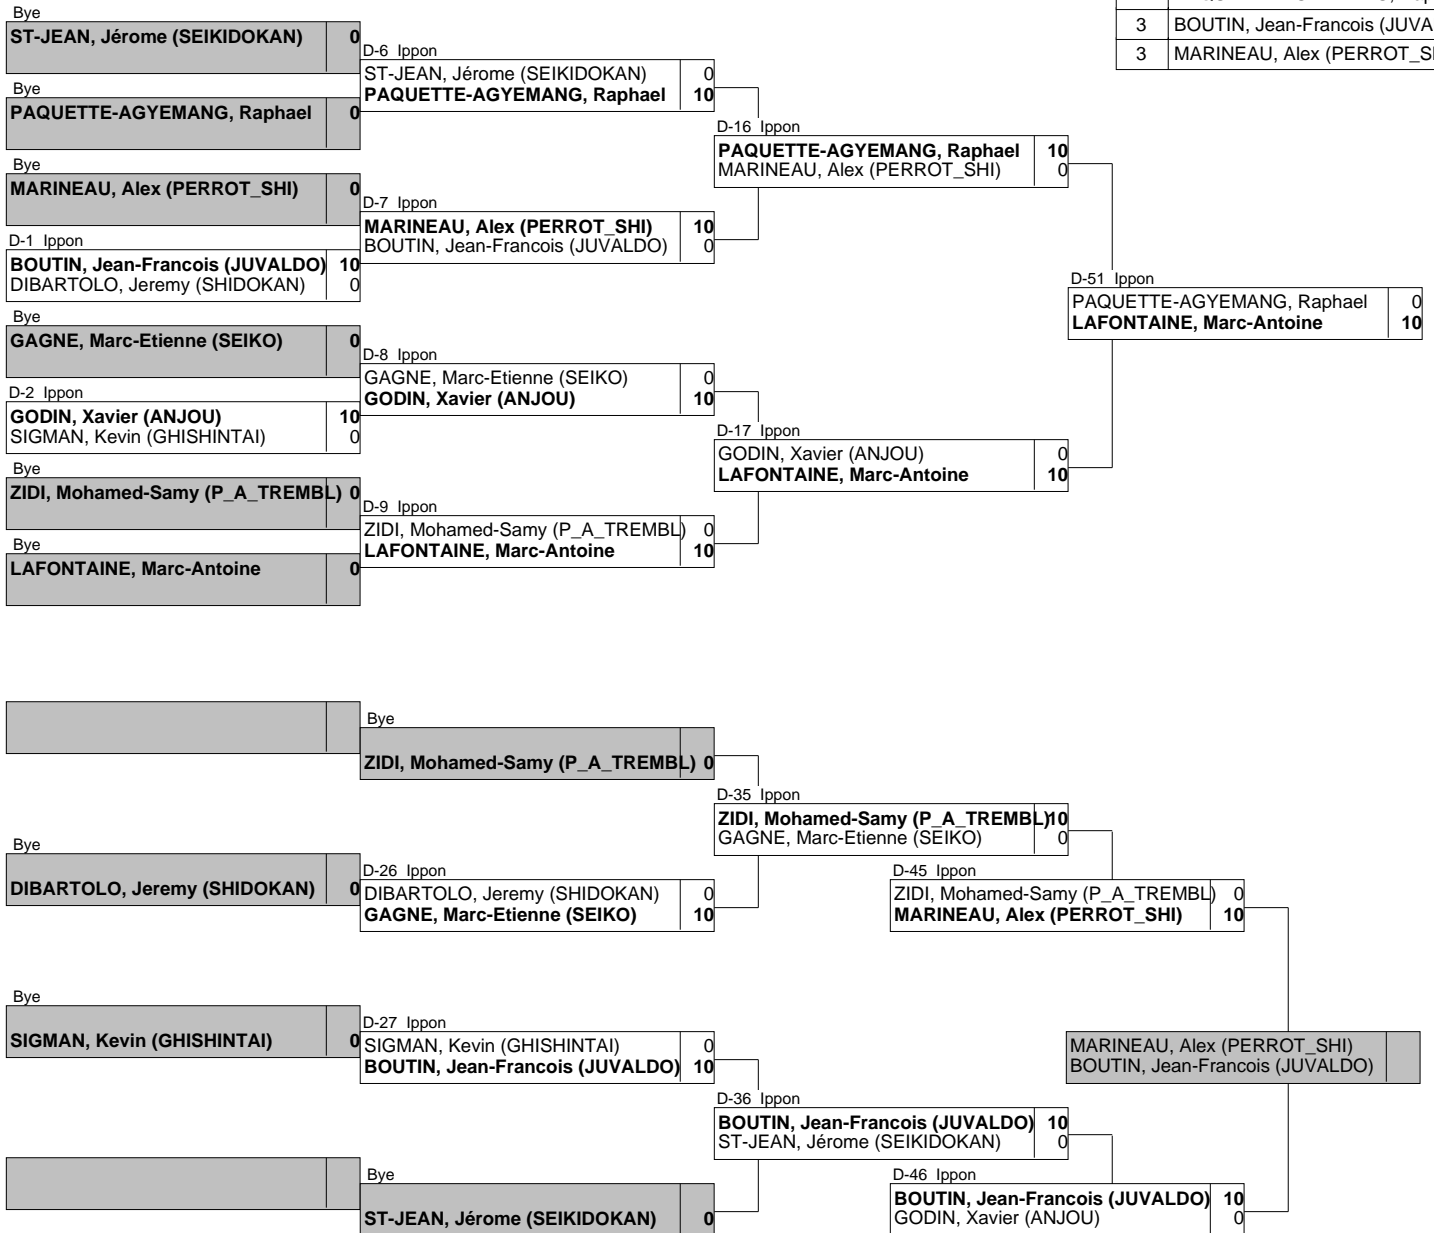 Bye
ST-JEAN, Jérome (SEIKIDOKAN) 0
Bye
PAQUETTE-AGYEMANG, Raphael 0
Bye
MARINEAU, Alex (PERROT_SHI) 0
D-1 Ippon
BOUTIN, Jean-Francois (JUVALDO) 10
DIBARTOLO, Jeremy (SHIDOKAN) 0
Bye
GAGNE, Marc-Etienne (SEIKO) 0
D-2 Ippon
GODIN, Xavier (ANJOU) 10
SIGMAN, Kevin (GHISHINTAI) 0
Bye
ZIDI, Mohamed-Samy (P_A_TREMBL) 0
Bye
LAFONTAINE, Marc-Antoine 0
D-6 Ippon
ST-JEAN, Jérome (SEIKIDOKAN) 0
PAQUETTE-AGYEMANG, Raphael 10
D-7 Ippon
MARINEAU, Alex (PERROT_SHI) 10
BOUTIN, Jean-Francois (JUVALDO) 0
D-8 Ippon
GAGNE, Marc-Etienne (SEIKO) 0
GODIN, Xavier (ANJOU) 10
D-9 Ippon
ZIDI, Mohamed-Samy (P_A_TREMBL) 0
LAFONTAINE, Marc-Antoine 10
D-16 Ippon
PAQUETTE-AGYEMANG, Raphael 10
MARINEAU, Alex (PERROT_SHI) 0
D-17 Ippon
GODIN, Xavier (ANJOU) 0
LAFONTAINE, Marc-Antoine 10
3 BOUTIN, Jean-Francois (JUVA
3 MARINEAU, Alex (PERROT_S
D-51 Ippon
PAQUETTE-AGYEMANG, Raphael 0
LAFONTAINE, Marc-Antoine 10
Bye
DIBARTOLO, Jeremy (SHIDOKAN) 0
Bye
SIGMAN, Kevin (GHISHINTAI) 0
Bye
ZIDI, Mohamed-Samy (P_A_TREMBL) 0
D-26 Ippon
DIBARTOLO, Jeremy (SHIDOKAN) 0
GAGNE, Marc-Etienne (SEIKO) 10
D-27 Ippon
SIGMAN, Kevin (GHISHINTAI) 0
BOUTIN, Jean-Francois (JUVALDO) 10
Bye
ST-JEAN, Jérome (SEIKIDOKAN) 0
D-35 Ippon
ZIDI, Mohamed-Samy (P_A_TREMBL) 10
GAGNE, Marc-Etienne (SEIKO) 0
D-36 Ippon
BOUTIN, Jean-Francois (JUVALDO) 10
ST-JEAN, Jérome (SEIKIDOKAN) 0
D-45 Ippon
ZIDI, Mohamed-Samy (P_A_TREMBL) 0
MARINEAU, Alex (PERROT_SHI) 10
D-46 Ippon
BOUTIN, Jean-Francois (JUVALDO) 10
GODIN, Xavier (ANJOU) 0
MARINEAU, Alex (PERROT_SHI)
BOUTIN, Jean-Francois (JUVALDO)